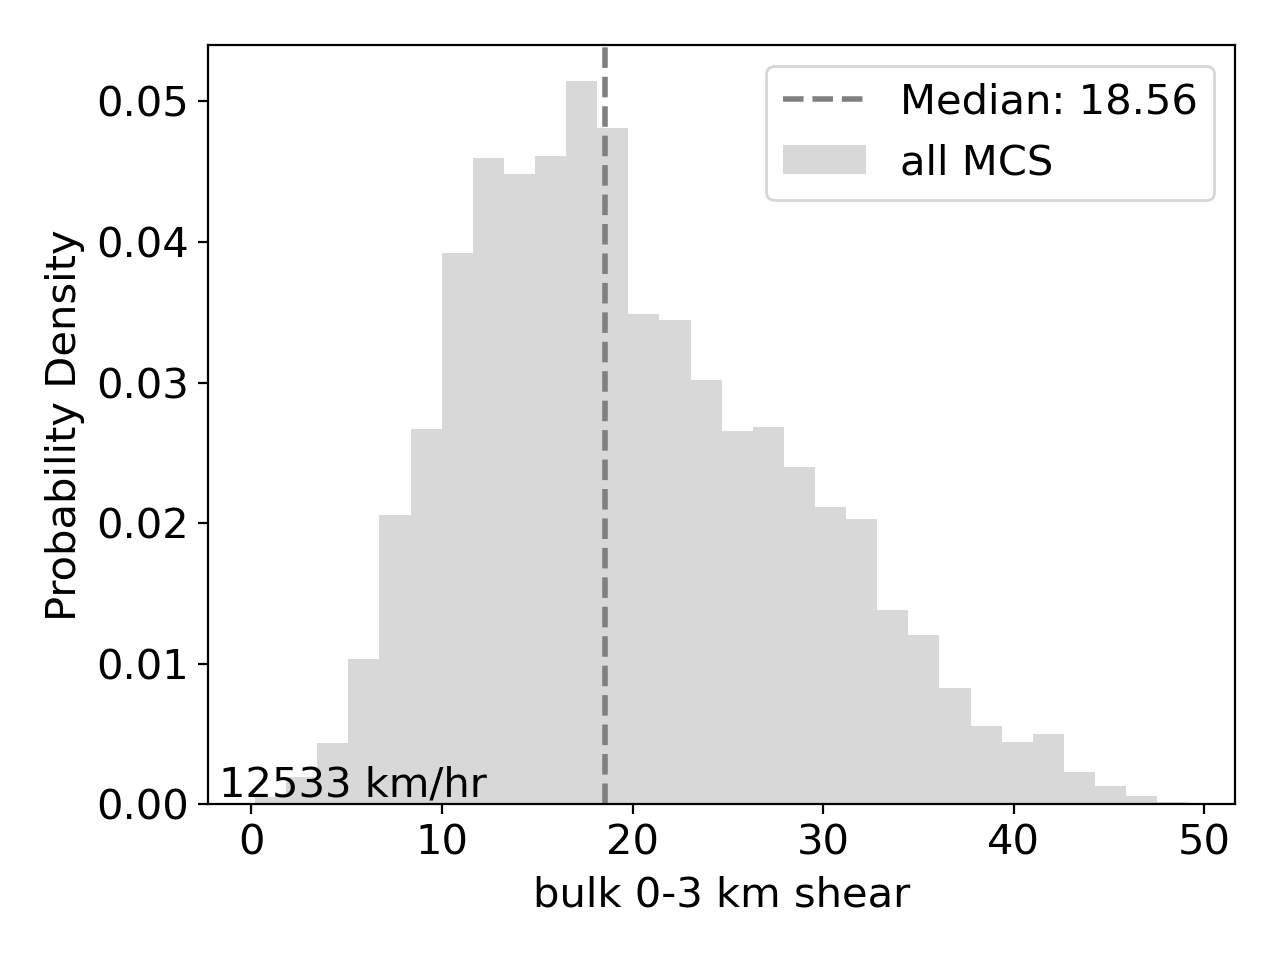 Median: 18.56
all MCS
Probability Density
0.05
0.04
0.03
0.02
0.01
0.00
12533 km/hr
0 10 20 30 40 50
bulk 0-3 km shear